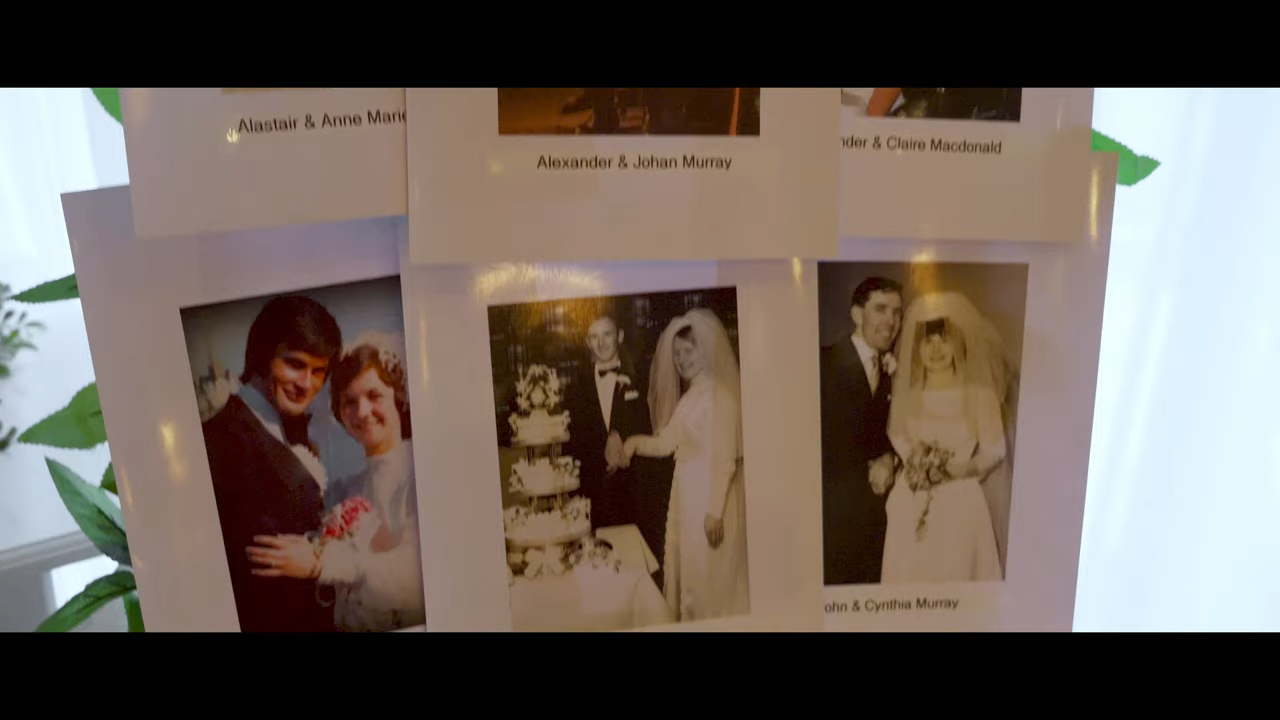 Alastair & Anne Marie
Alexander & Johan Murray
nder & Claire Macdonald
ohn & Cynthia Murray